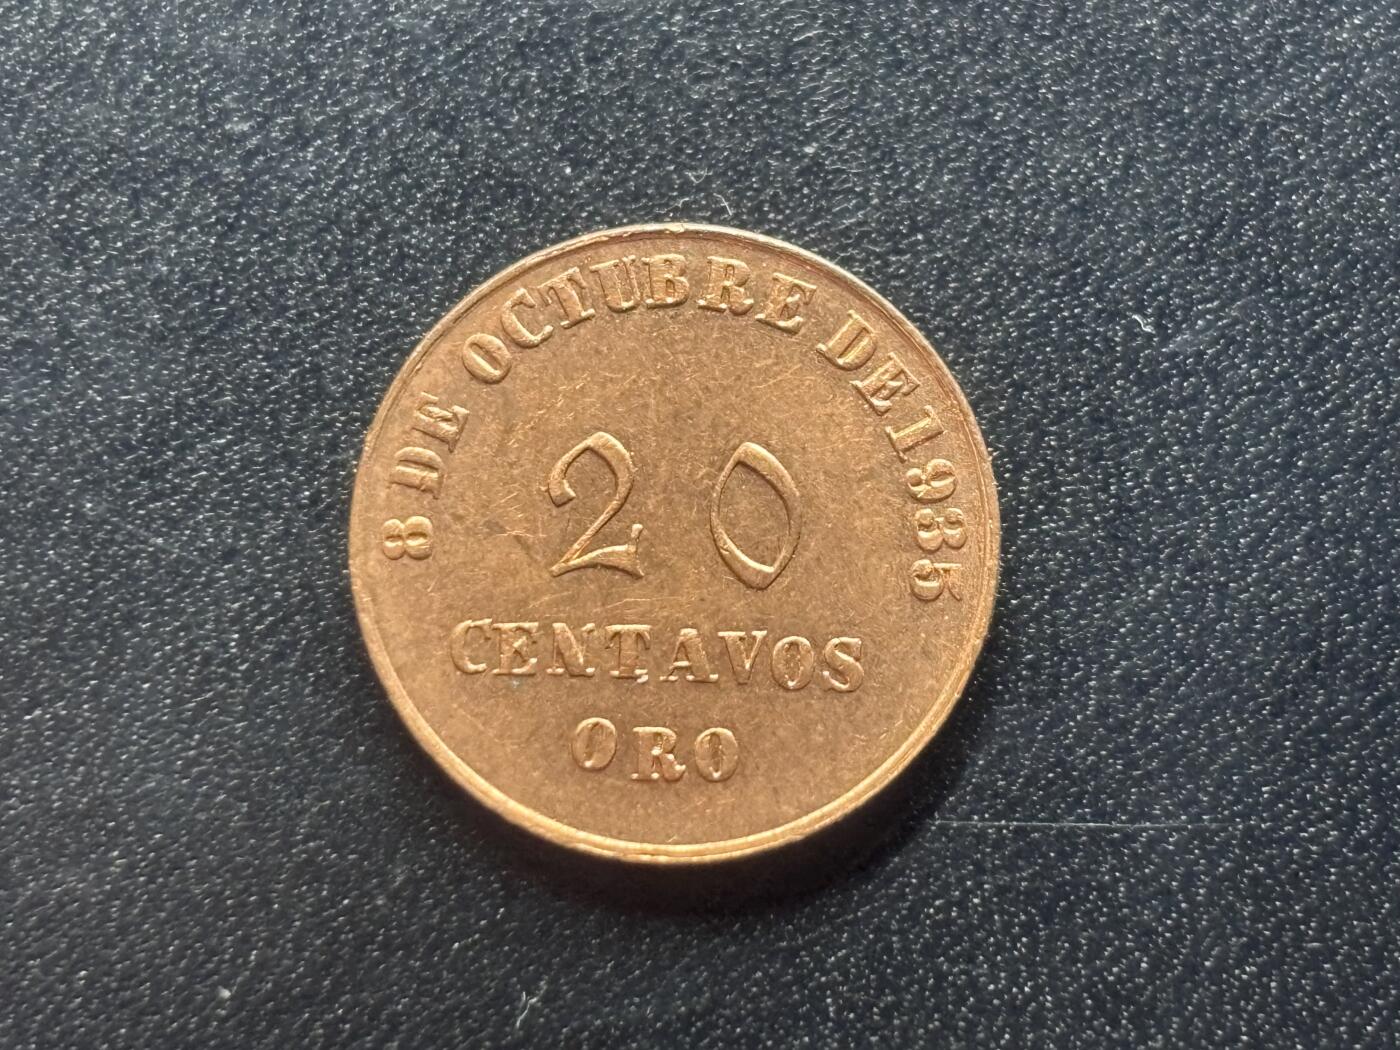 8 DE OCTUBRE DE 1935
20
CENTAVOS
ORO